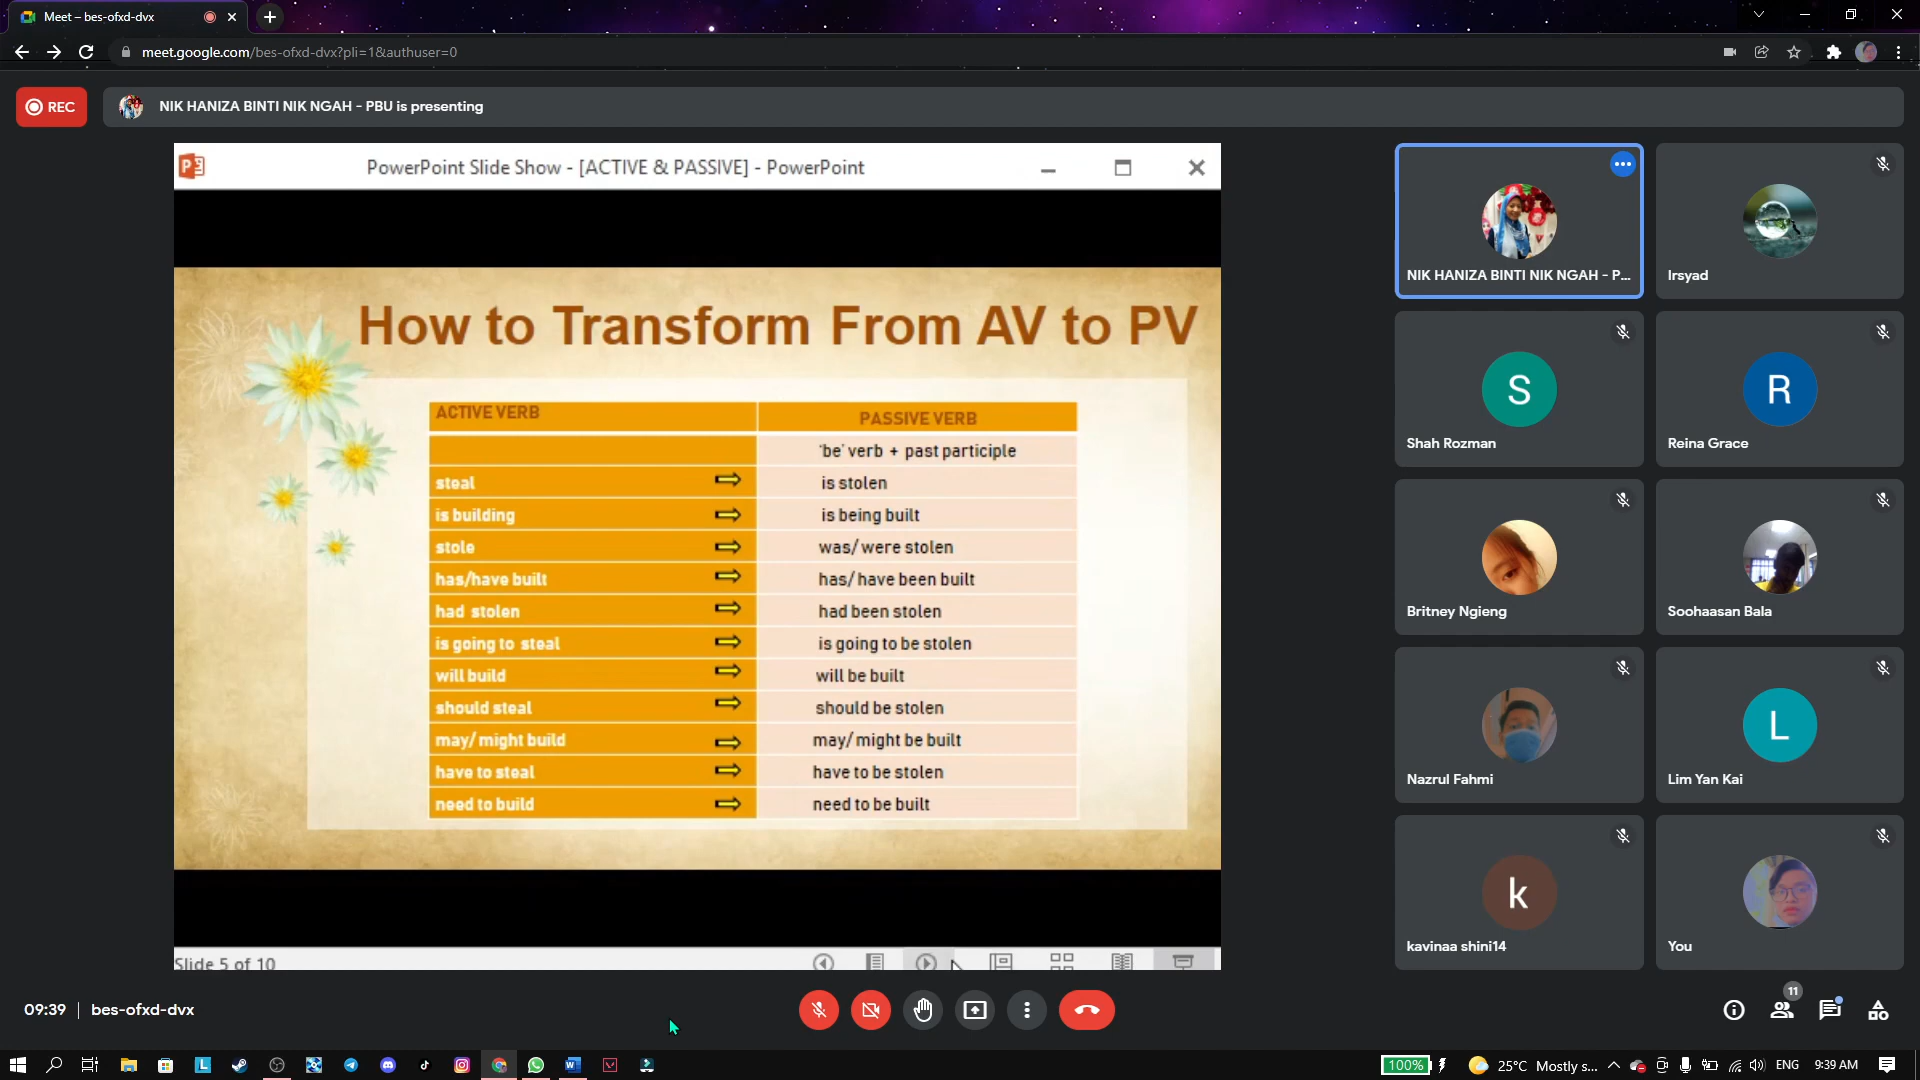 Meet – bes-ofxd-dvx
meet.google.com/bes-ofxd-dvx?pli=1&authuser=0
REC
NIK HANIZA BINTI NIK NGAH - PBU is presenting
PowerPoint Slide Show - [ACTIVE & PASSIVE] - PowerPoint
How to Transform From AV to PV
ACTIVE VERB PASSIVE VERB
'be' verb + past participle
steal is stolen
is building is being built
stole was/ were stolen
has/have built has/ have been built
had stolen had been stolen
is going to steal is going to be stolen
will build will be built
should steal should be stolen
may/ might build may/ might be built
have to steal have to be stolen
need to build need to be built
Slide 5 of 10
NIK HANIZA BINTI NIK NGAH - P...
Irsyad
S
Shah Rozman
R
Reina Grace
Britney Ngieng
Soohaasan Bala
Nazrul Fahmi
L
Lim Yan Kai
k
kavinaa shini14
You
09:39 | bes-ofxd-dvx
11
100% 25°C Mostly s... ENG 9:39 AM